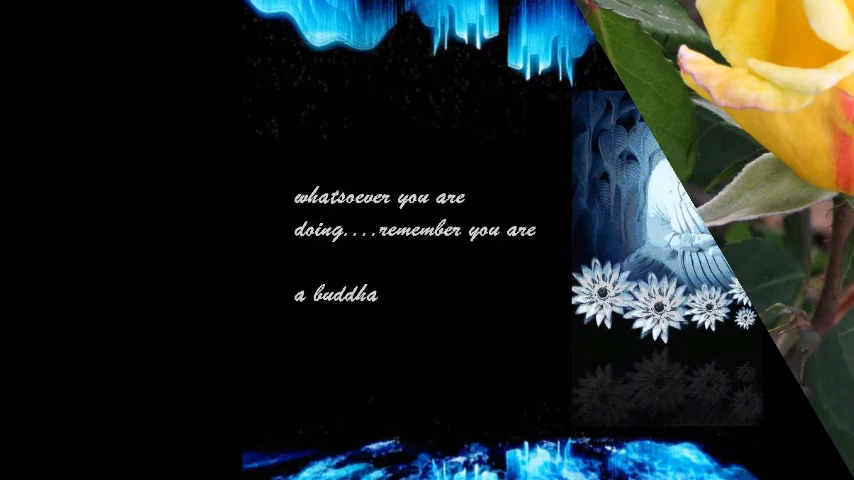 whatsoever you are
doing....remember you are
a buddha